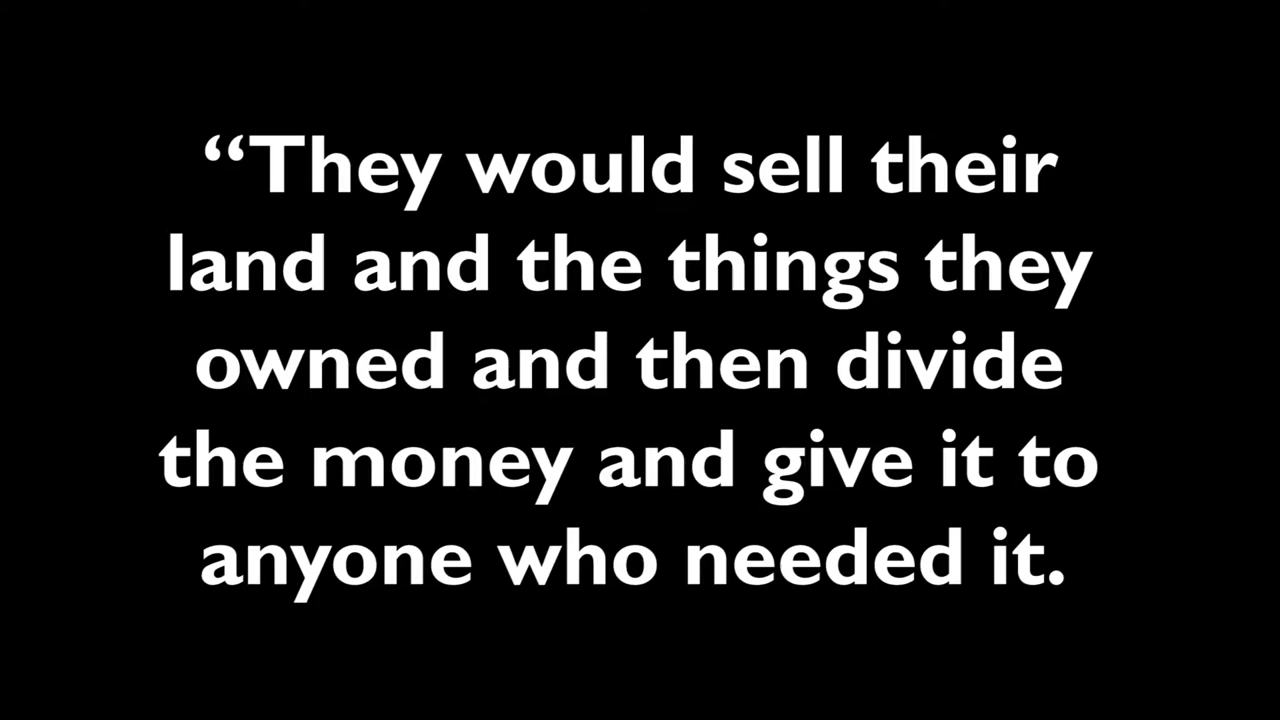 “They would sell their
land and the things they
owned and then divide
the money and give it to
anyone who needed it.